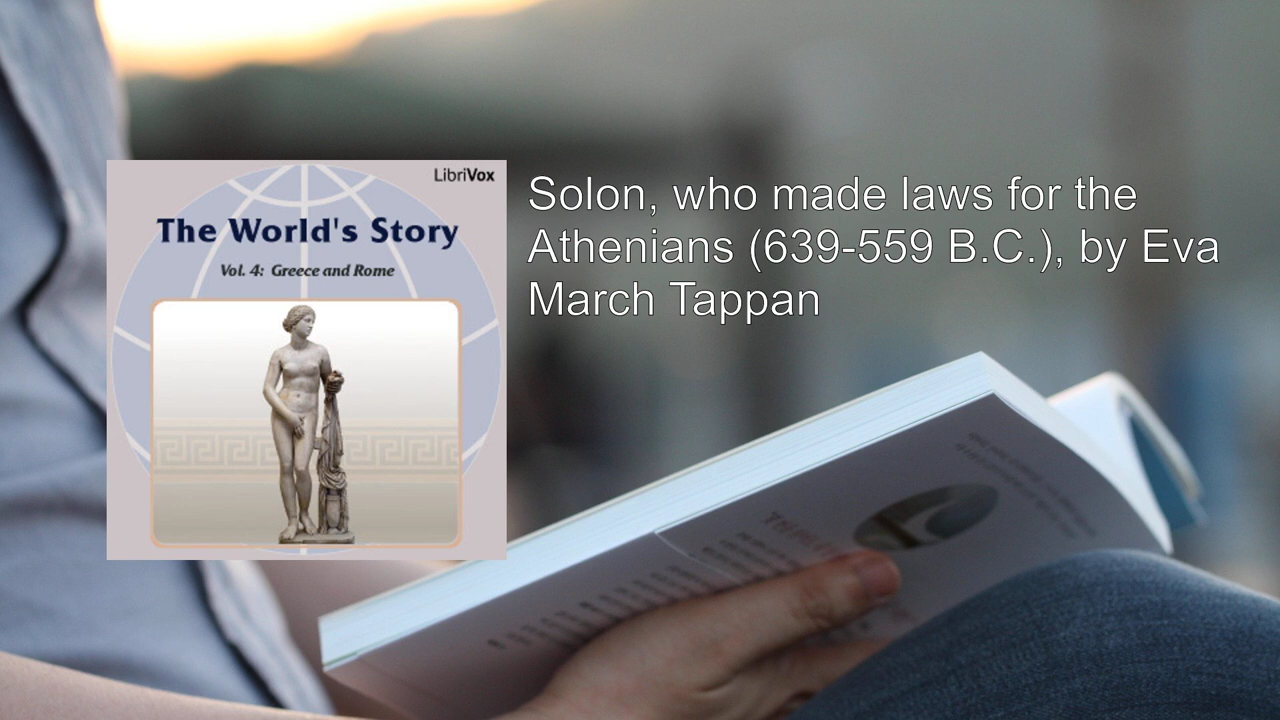 LibriVox
The World's Story
Vol. 4: Greece and Rome
Solon, who made laws for the
Athenians (639-559 B.C.), by Eva
March Tappan